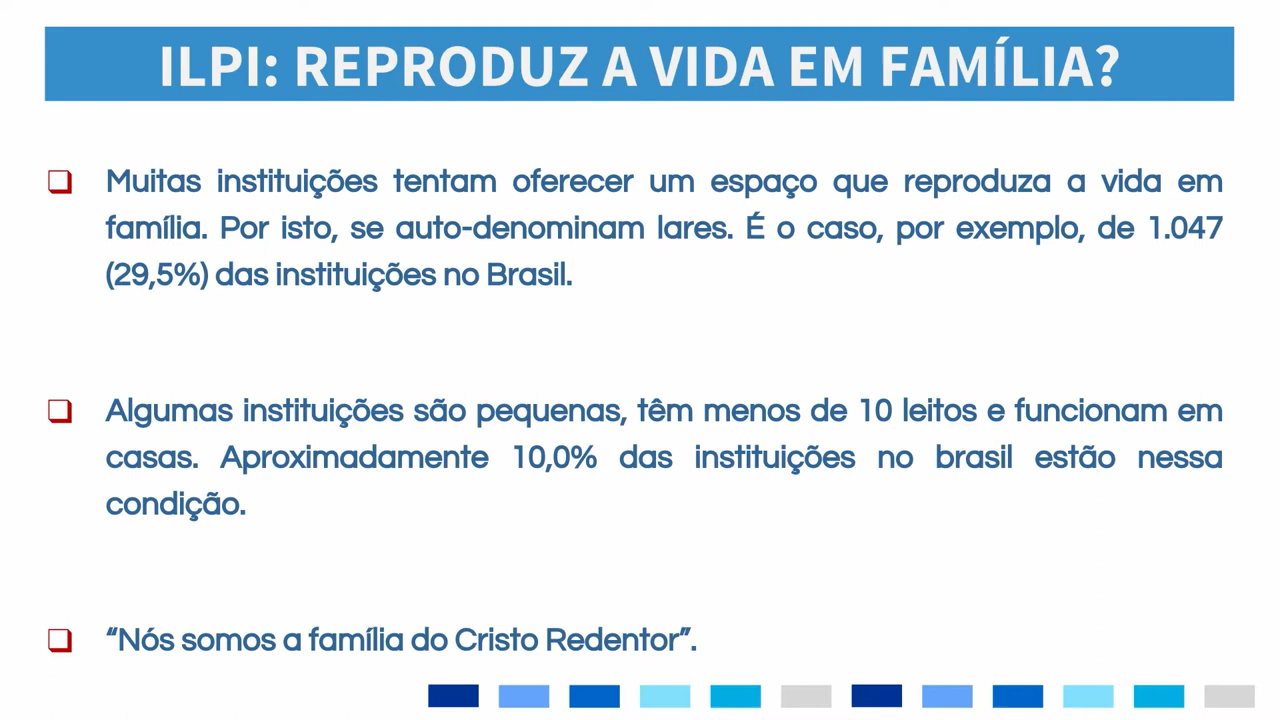 ILPI: REPRODUZ A VIDA EM FAMÍLIA?
Muitas instituições tentam oferecer um espaço que reproduza a vida em
família. Por isto, se auto-denominam lares. É o caso, por exemplo, de 1.047
(29,5%) das instituições no Brasil.
Algumas instituições são pequenas, têm menos de 10 leitos e funcionam em
casas. Aproximadamente 10,0% das instituições no brasil estão nessa
condição.
“Nós somos a família do Cristo Redentor”.